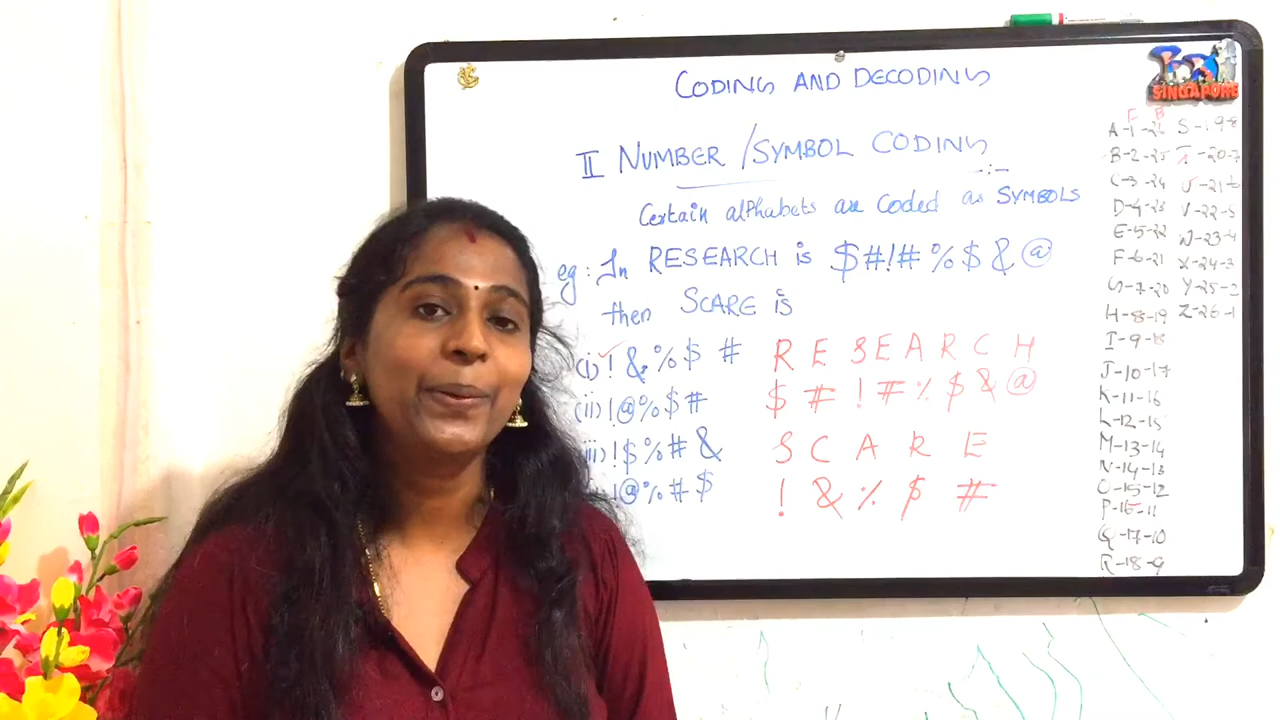 CODING AND DECODING
SINGAPORE
II NUMBER /SYMBOL CODING
-:-
Certain alphabets are coded as SYMBOLS
eg: In RESEARCH is $#!#%$&@
then SCARE is
(i) ! & % $ #
(ii) ! @ % $ #
(iii) ! $ % # &
! @ % # $
R E S E A R C H
$ # ! # % $ & @
S C A R E
! & % $ #
F B
A-1-26
B-2-25
C-3-24
D-4-23
E-5-22
F-6-21
G-7-20
H-8-19
I-9-18
J-10-17
K-11-16
L-12-15
M-13-14
N-14-13
O-15-12
P-16-11
Q-17-10
R-18-9
S-19-8
T-20-7
U-21-6
V-22-5
W-23-4
X-24-3
Y-25-2
Z-26-1